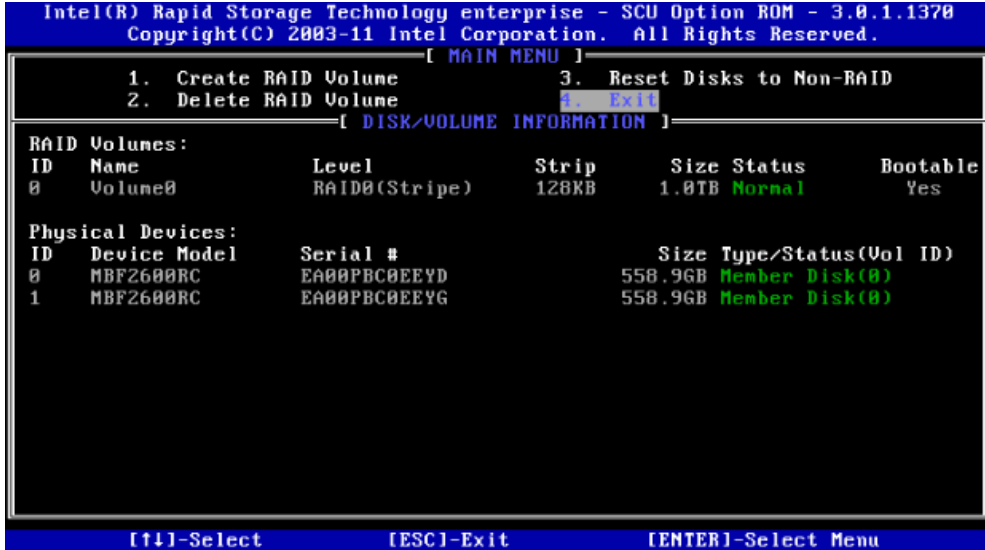 Intel(R) Rapid Storage Technology enterprise - SCU Option ROM - 3.0.1.1370
Copyright(C) 2003-11 Intel Corporation. All Rights Reserved.
[ MAIN MENU ]
1. Create RAID Volume 3. Reset Disks to Non-RAID
2. Delete RAID Volume 4. Exit
[ DISK/VOLUME INFORMATION ]
RAID Volumes:
ID Name Level Strip Size Status Bootable
0 Volume0 RAID0(Stripe) 128KB 1.0TB Normal Yes
Physical Devices:
ID Device Model Serial # Size Type/Status(Vol ID)
0 MBF2600RC EA00PBC0EEYD 558.9GB Member Disk(0)
1 MBF2600RC EA00PBC0EEYG 558.9GB Member Disk(0)
[↑↓]-Select [ESC]-Exit [ENTER]-Select Menu